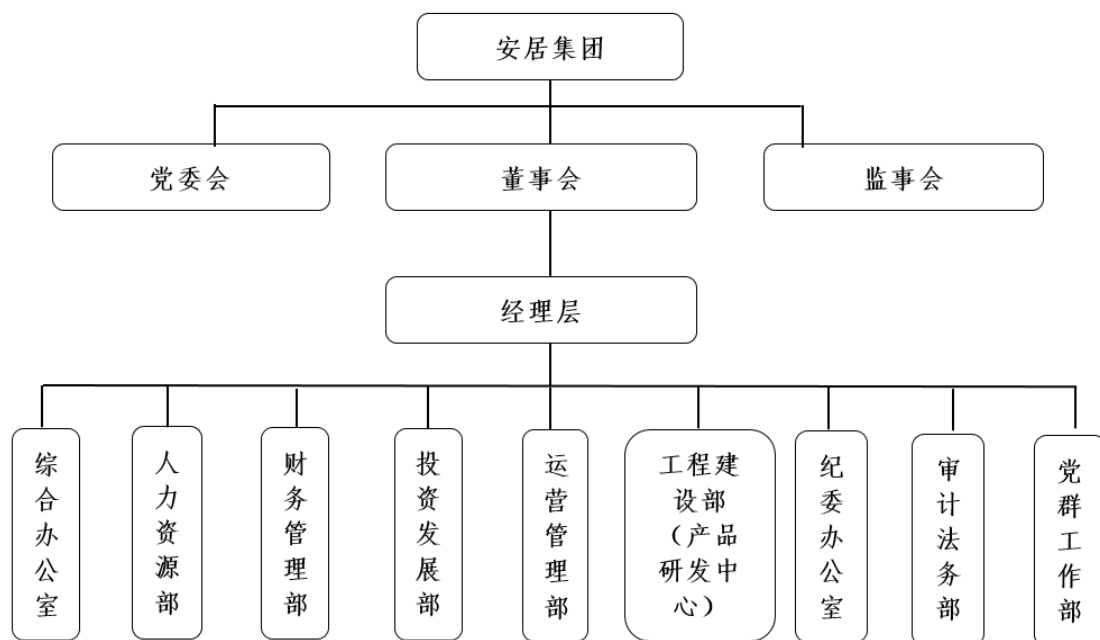 安居集团
党委会
董事会
监事会
经理层
综合办公室
人力资源部
财务管理部
投资发展部
运营管理部
工程建
设部
（产品
研发中
心）
纪委办公室
审计法务部
党群工作部